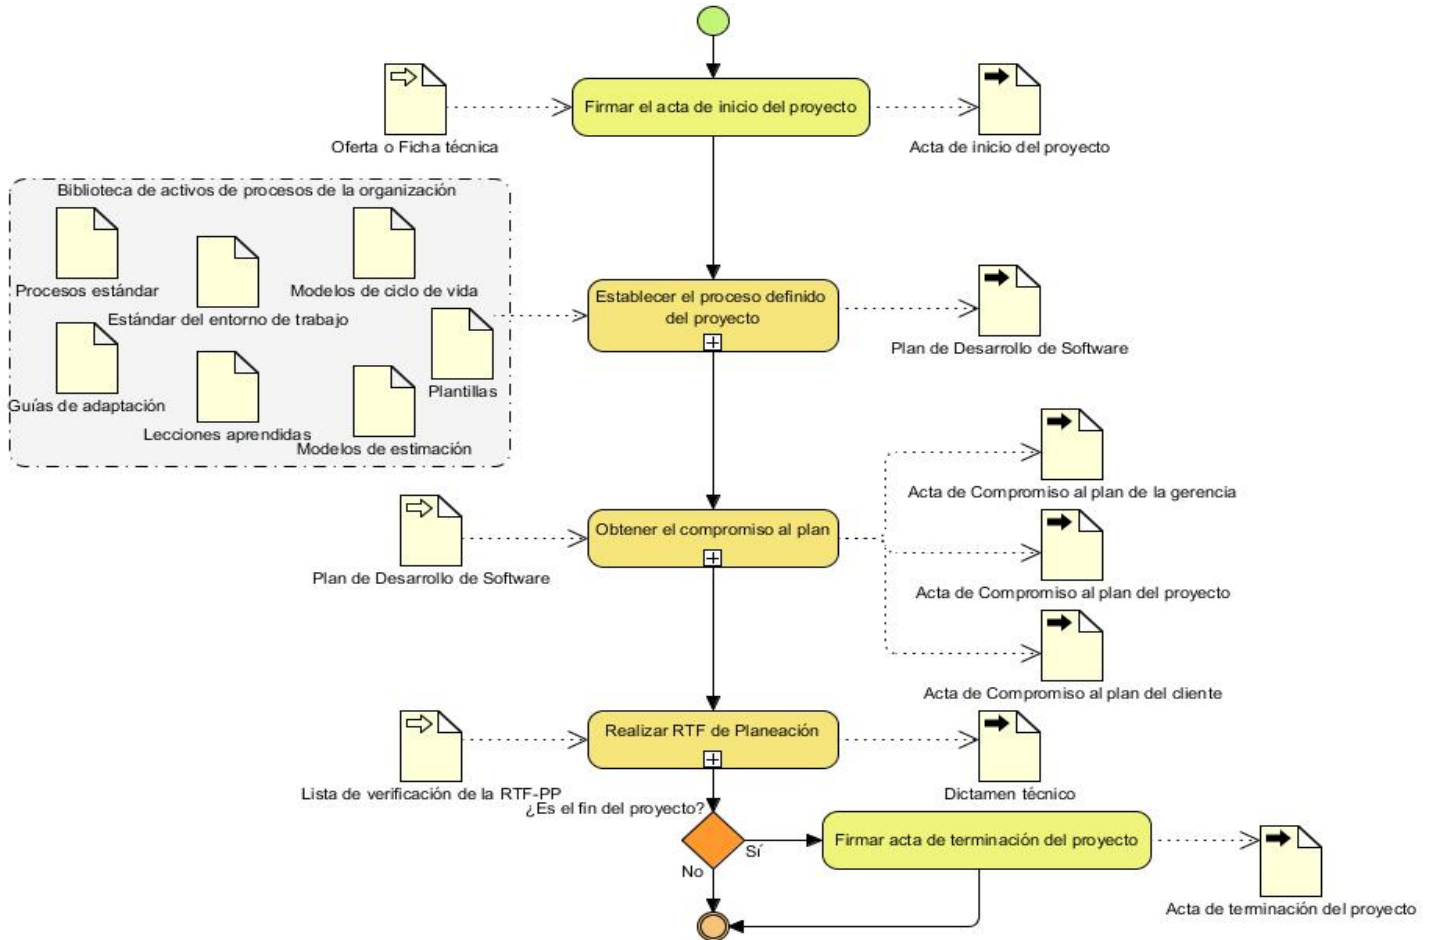 Firmar el acta de inicio del proyecto
Oferta o Ficha técnica
Acta de inicio del proyecto
Biblioteca de activos de procesos de la organización
Procesos estándar
Modelos de ciclo de vida
Estándar del entorno de trabajo
Plantillas
Guías de adaptación
Lecciones aprendidas
Modelos de estimación
Establecer el proceso definido
del proyecto
Plan de Desarrollo de Software
Acta de Compromiso al plan de la gerencia
Obtener el compromiso al plan
Plan de Desarrollo de Software
Acta de Compromiso al plan del proyecto
Acta de Compromiso al plan del cliente
Realizar RTF de Planeación
Lista de verificación de la RTF-PP
Dictamen técnico
¿Es el fin del proyecto?
Sí
No
Firmar acta de terminación del proyecto
Acta de terminación del proyecto